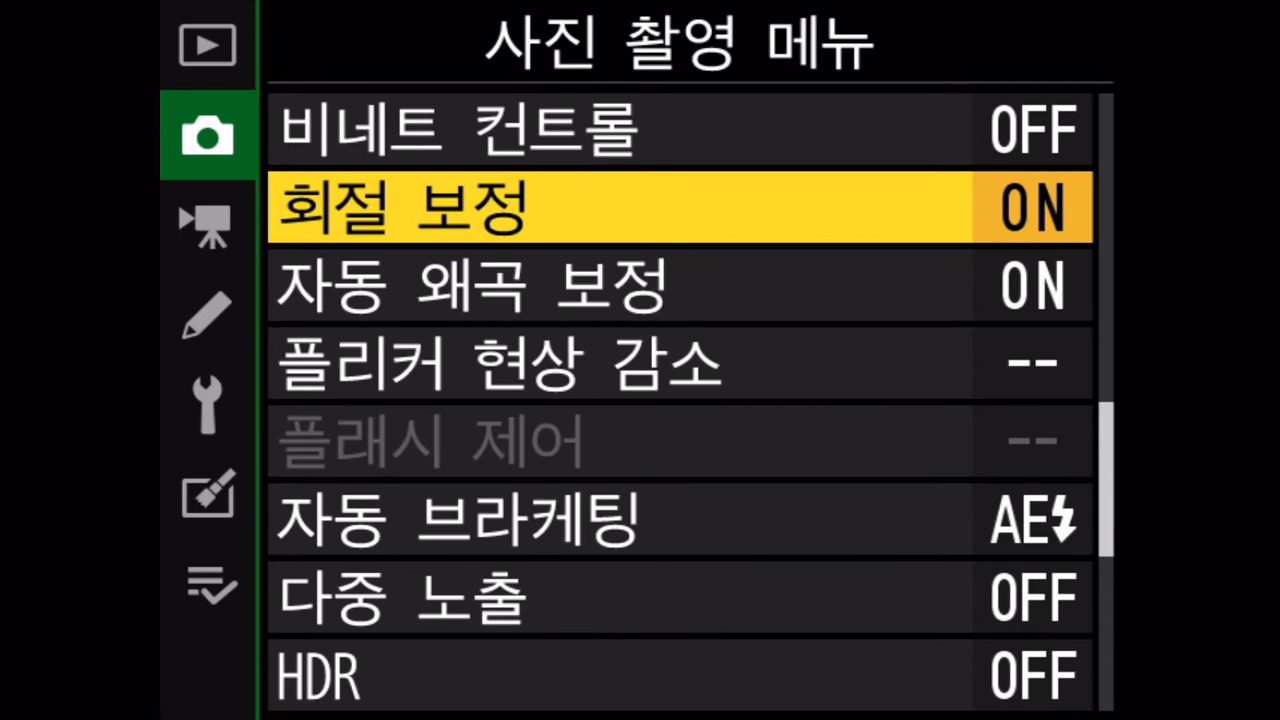 사진 촬영 메뉴
비네트 컨트롤 OFF
회절 보정 ON
자동 왜곡 보정 ON
플리커 현상 감소 --
플래시 제어 --
자동 브라케팅 AE⚡
다중 노출 OFF
HDR OFF